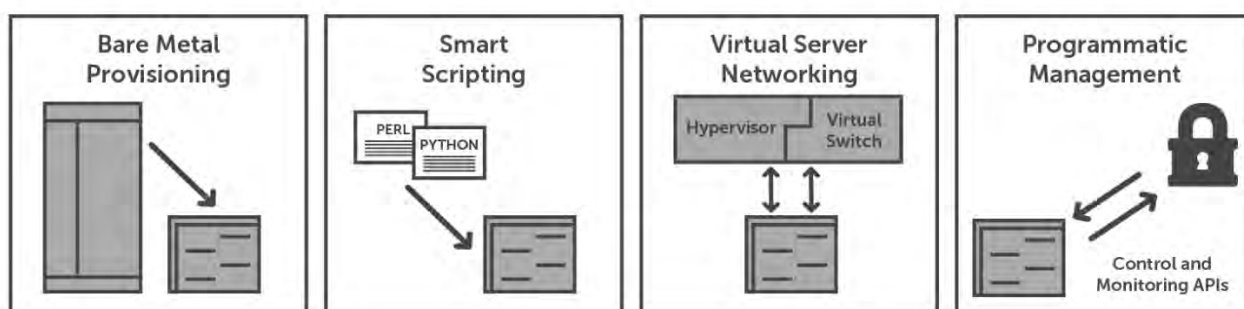 Bare Metal
Provisioning
Smart
Scripting
PERL
PYTHON
Virtual Server
Networking
Hypervisor
Virtual
Switch
Programmatic
Management
Control and
Monitoring APIs